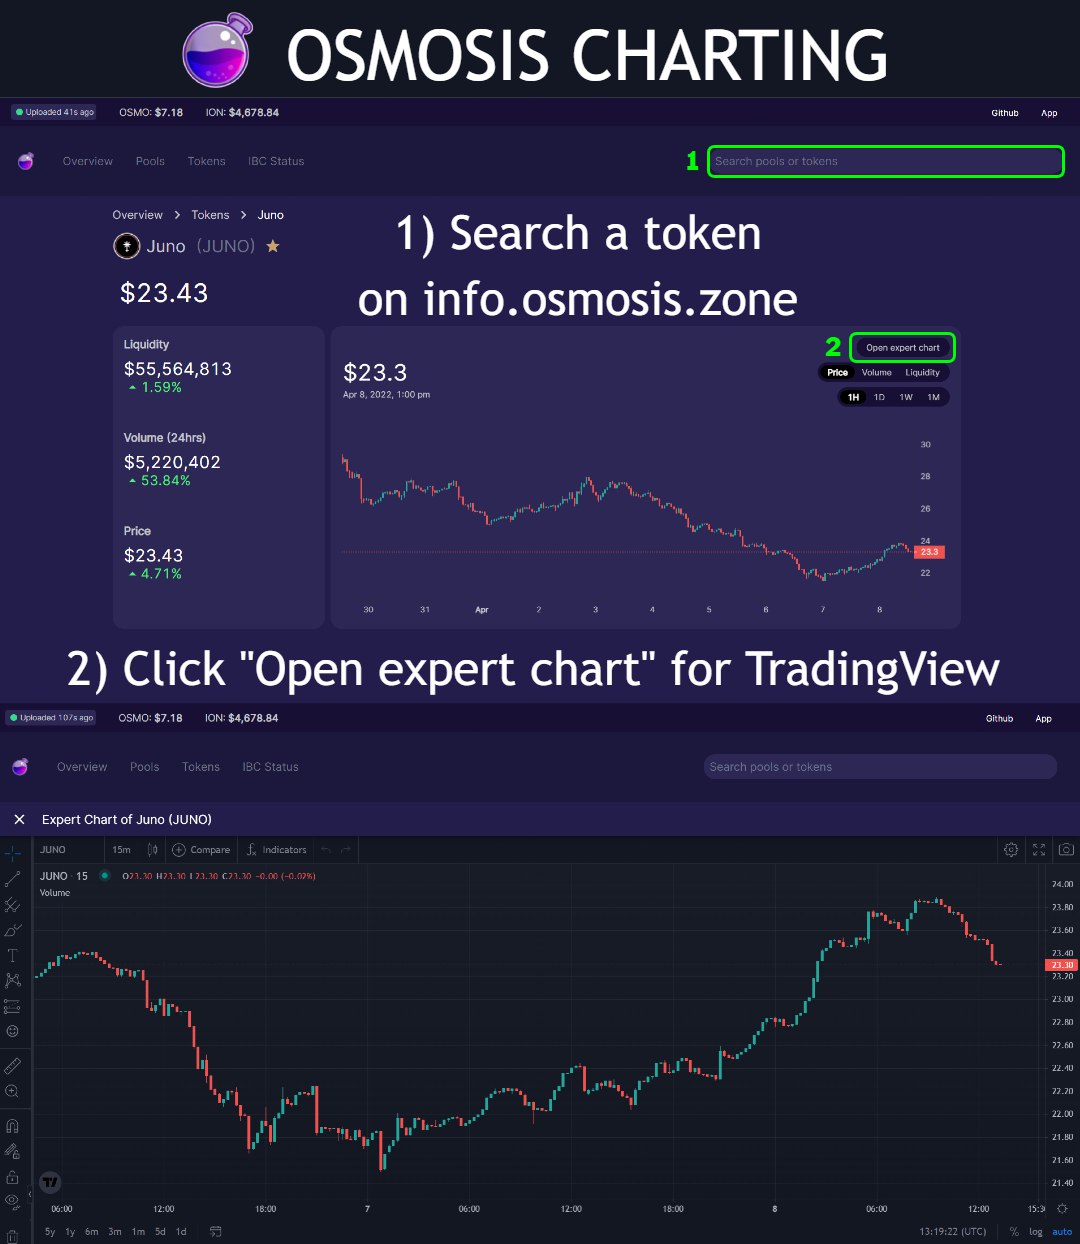 OSMOSIS CHARTING
Uploaded 41s ago OSMO: $7.18 ION: $4,678.84 Github App
Overview Pools Tokens IBC Status 1 Search pools or tokens
Overview > Tokens > Juno
Juno (JUNO)
1) Search a token
$23.43
on info.osmosis.zone
Liquidity
$55,564,813
1.59%
Volume (24hrs)
$5,220,402
53.84%
Price
$23.43
4.71%
2 Open expert chart
$23.3
Price Volume Liquidity
Apr 8, 2022, 1:00 pm
1H 1D 1W 1M
30
28
26
24
23.3
22
30 31 Apr 2 3 4 5 6 7 8
2) Click "Open expert chart" for TradingView
Uploaded 107s ago OSMO: $7.18 ION: $4,678.84 Github App
Overview Pools Tokens IBC Status Search pools or tokens
Expert Chart of Juno (JUNO)
JUNO 15m Compare Indicators
JUNO · 15 O23.30 H23.30 L23.30 C23.30 −0.00 (−0.02%)
Volume
24.00
23.80
23.60
23.40
23.30
23.20
23.00
22.80
22.60
22.40
22.20
22.00
21.80
21.60
21.40
06:00 12:00 18:00 7 06:00 12:00 18:00 8 06:00 12:00 15:3
5y 1y 6m 3m 1m 5d 1d 13:19:22 (UTC) % log auto